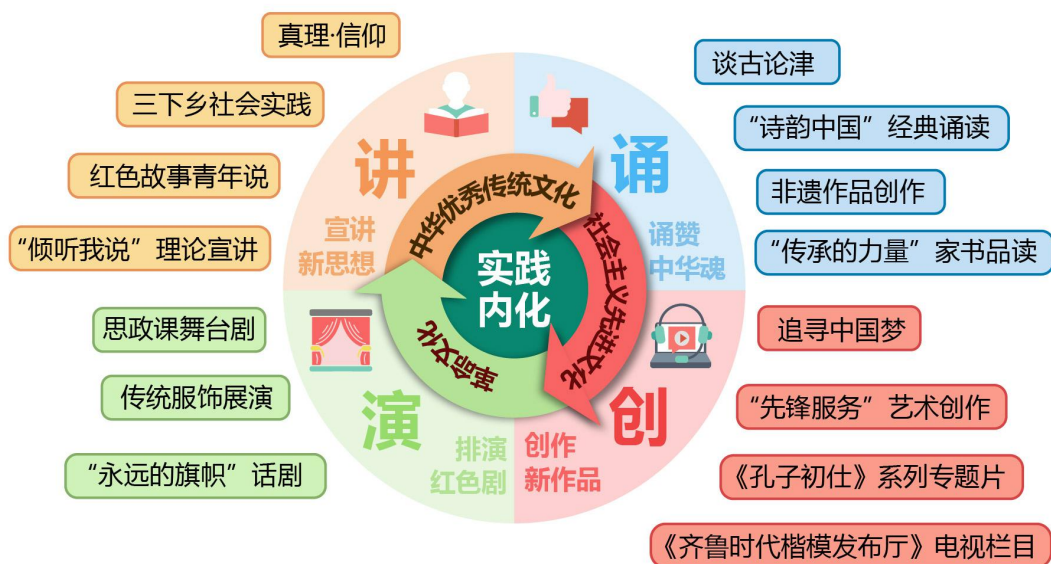 真理·信仰
三下乡社会实践
红色故事青年说
“倾听我说”理论宣讲
讲
宣讲
新思想
谈古论津
“诗韵中国”经典诵读
非遗作品创作
“传承的力量”家书品读
诵
诵赞
中华魂
中华优秀传统文化
社会主义先进文化
革命文化
实践
内化
思政课舞台剧
传统服饰展演
“永远的旗帜”话剧
演
排演
红色剧
创
创作
新作品
追寻中国梦
“先锋服务”艺术创作
《孔子初仕》系列专题片
《齐鲁时代楷模发布厅》电视栏目